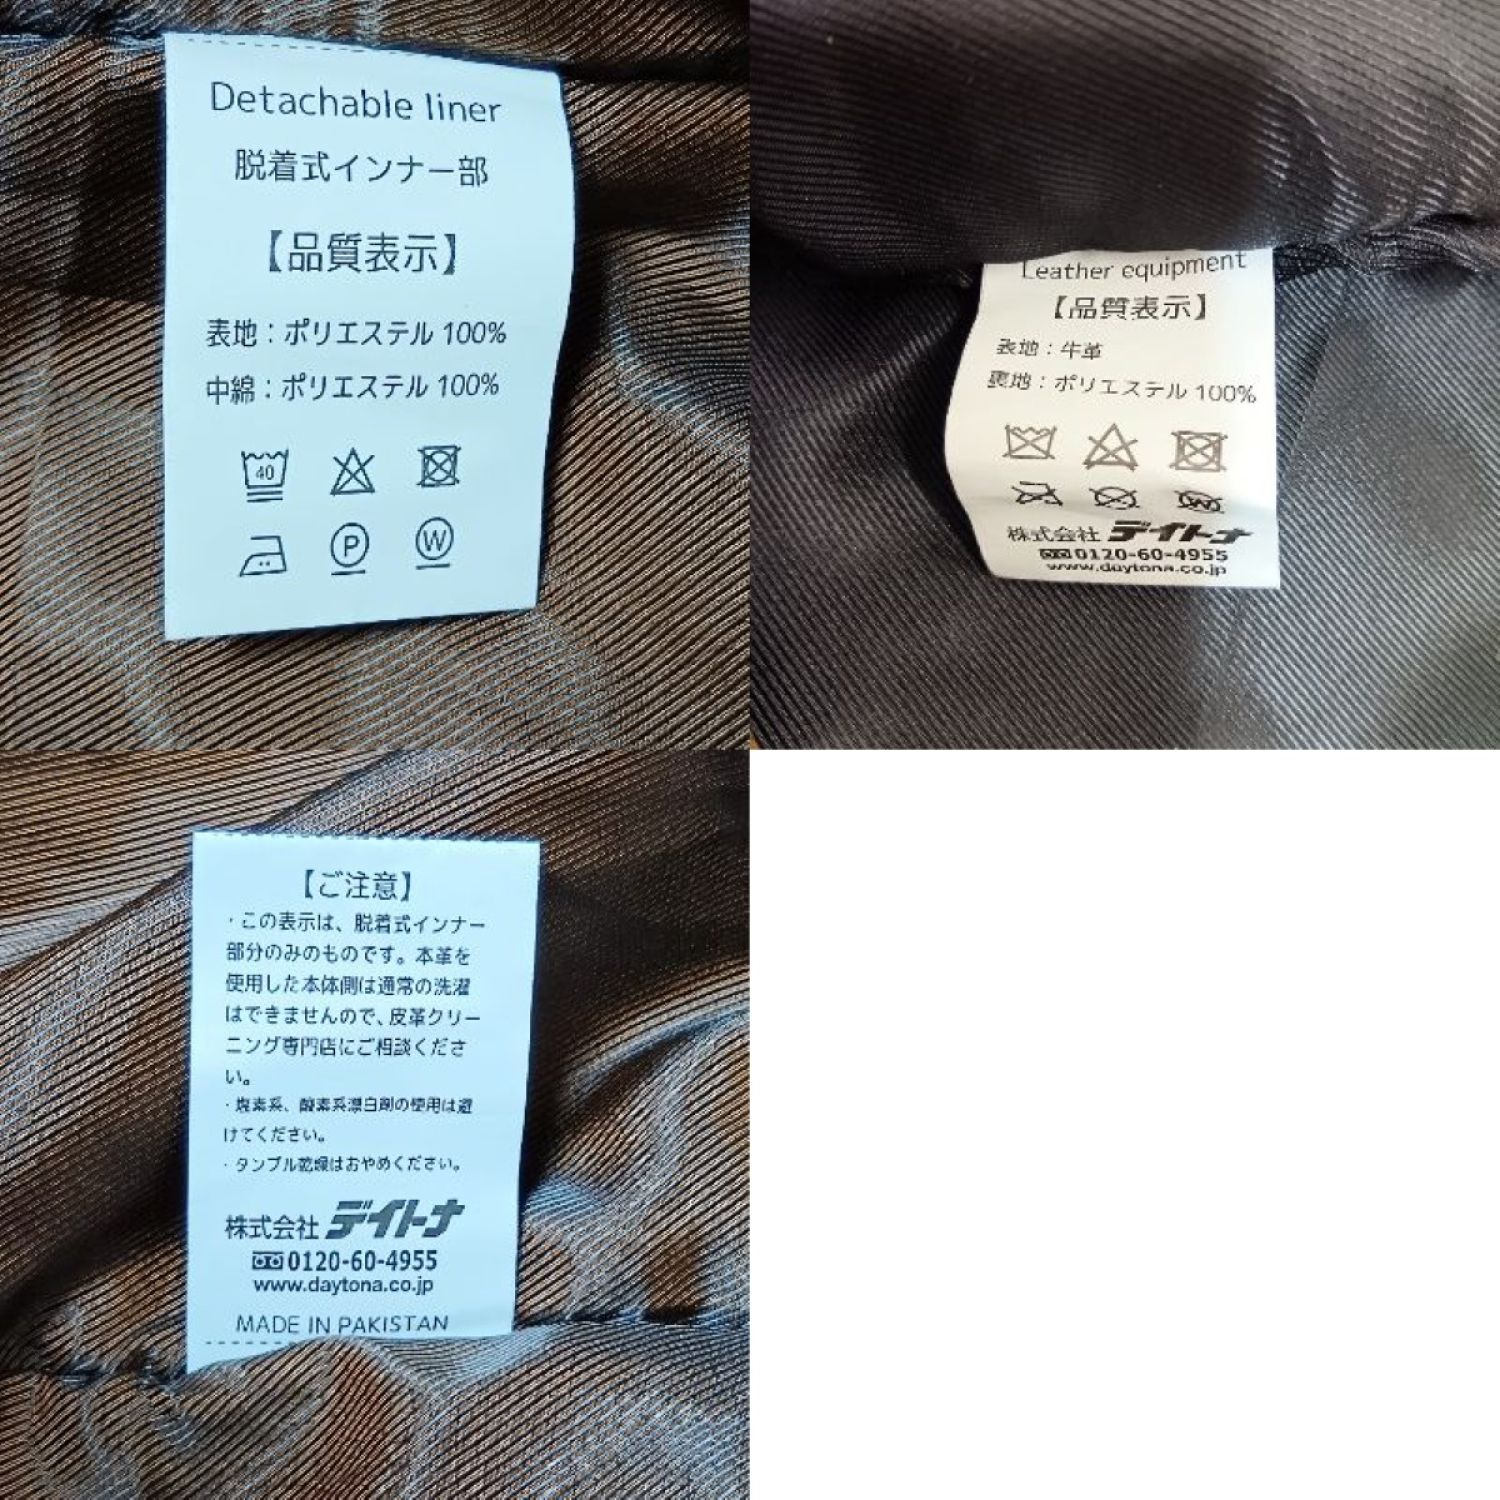 Detachable liner
脱着式インナー部
【品質表示】
表地：ポリエステル 100%
中綿：ポリエステル 100%
40
P
W
Leather equipment
【品質表示】
表地：牛革
裏地：ポリエステル 100%
W
株式会社 デイトナ
0120-60-4955
www.daytona.co.jp
【ご注意】
・この表示は、脱着式インナー
部分のみのものです。本革を
使用した本体側は通常の洗濯
はできませんので、皮革クリー
ニング専門店にご相談くださ
い。
・塩素系、酸素系漂白剤の使用は避
けてください。
・タンブル乾燥はおやめください。
株式会社 デイトナ
0120-60-4955
www.daytona.co.jp
MADE IN PAKISTAN